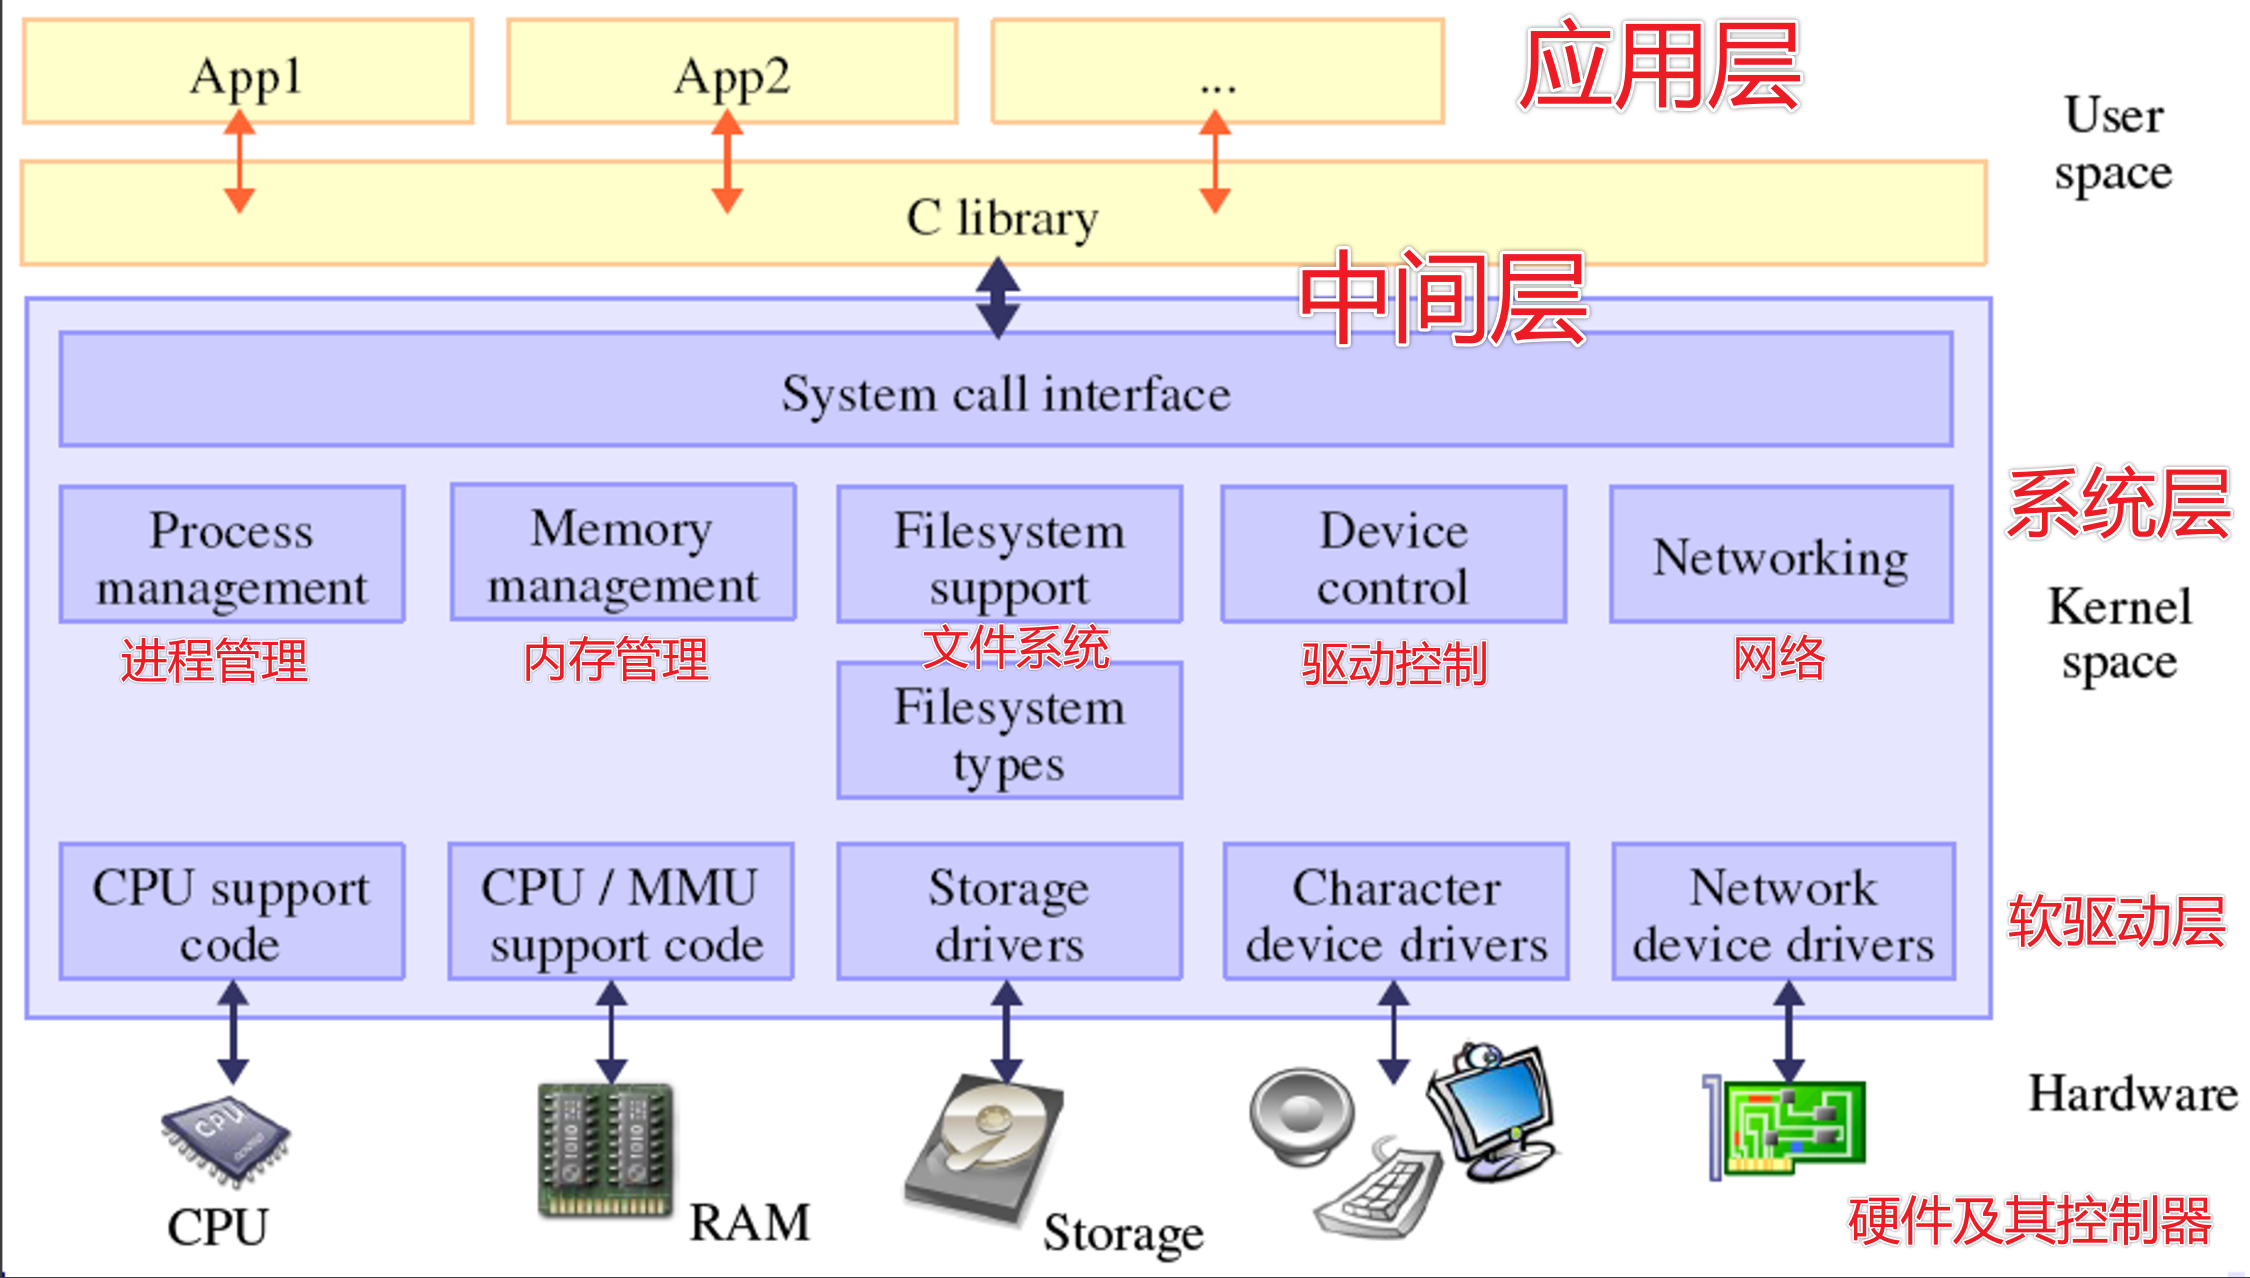 App1
App2
...
应用层
User
space
C library
中间层
System call interface
系统层
Process
management
Memory
management
Filesystem
support
Device
control
Networking
Kernel
space
进程管理
内存管理
文件系统
驱动控制
网络
Filesystem
types
CPU support
code
CPU / MMU
support code
Storage
drivers
Character
device drivers
Network
device drivers
软驱动层
Hardware
CPU
CPU
RAM
Storage
硬件及其控制器